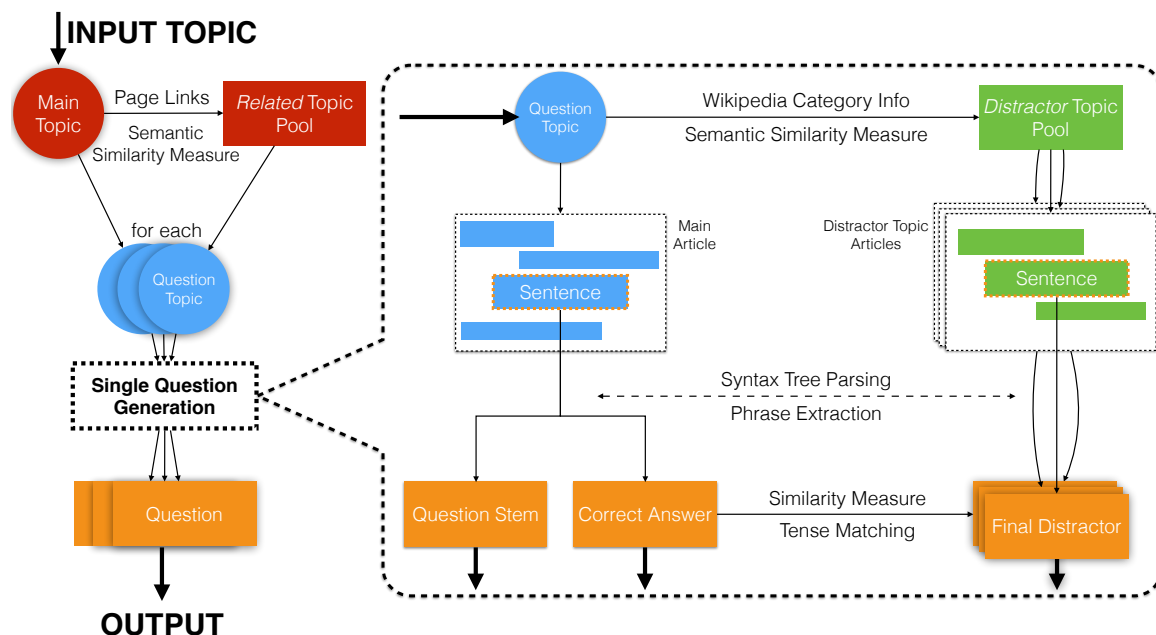 INPUT TOPIC
Main
Topic
Page Links
Semantic
Similarity Measure
Related Topic
Pool
for each
Question
Topic
Single Question
Generation
Question
OUTPUT
Question
Topic
Wikipedia Category Info
Semantic Similarity Measure
Distractor Topic
Pool
Main
Article
Sentence
Distractor Topic
Articles
Sentence
Syntax Tree Parsing
Phrase Extraction
Question Stem
Correct Answer
Similarity Measure
Tense Matching
Final Distractor